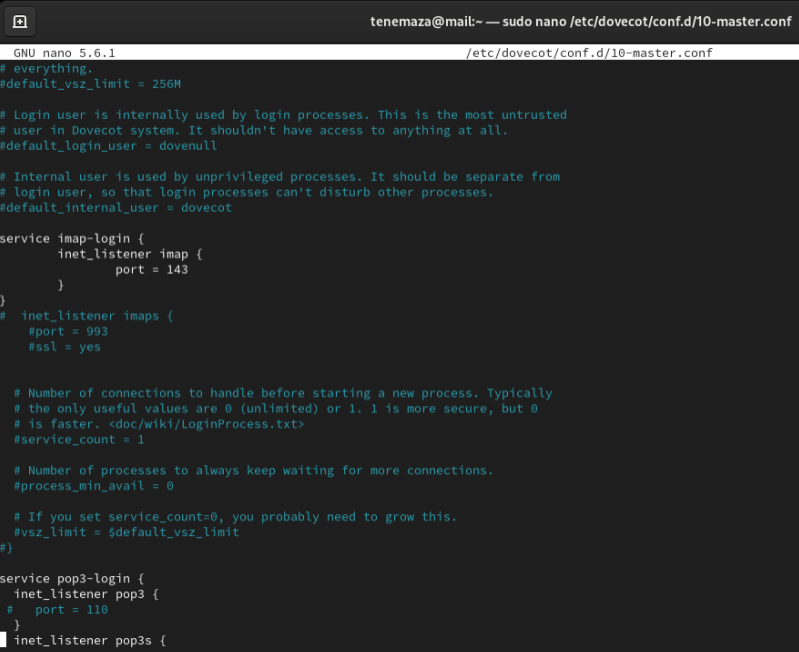 tenemaza@mail:~ — sudo nano /etc/dovecot/conf.d/10-master.conf
GNU nano 5.6.1 /etc/dovecot/conf.d/10-master.conf
# everything.
#default_vsz_limit = 256M
# Login user is internally used by login processes. This is the most untrusted
# user in Dovecot system. It shouldn't have access to anything at all.
#default_login_user = dovenull
# Internal user is used by unprivileged processes. It should be separate from
# login user, so that login processes can't disturb other processes.
#default_internal_user = dovecot
service imap-login {
        inet_listener imap {
                port = 143
        }
}
#  inet_listener imaps {
    #port = 993
    #ssl = yes
  # Number of connections to handle before starting a new process. Typically
  # the only useful values are 0 (unlimited) or 1. 1 is more secure, but 0
  # is faster. <doc/wiki/LoginProcess.txt>
  #service_count = 1
  # Number of processes to always keep waiting for more connections.
  #process_min_avail = 0
  # If you set service_count=0, you probably need to grow this.
  #vsz_limit = $default_vsz_limit
#}
service pop3-login {
  inet_listener pop3 {
 #   port = 110
  }
  inet_listener pop3s {